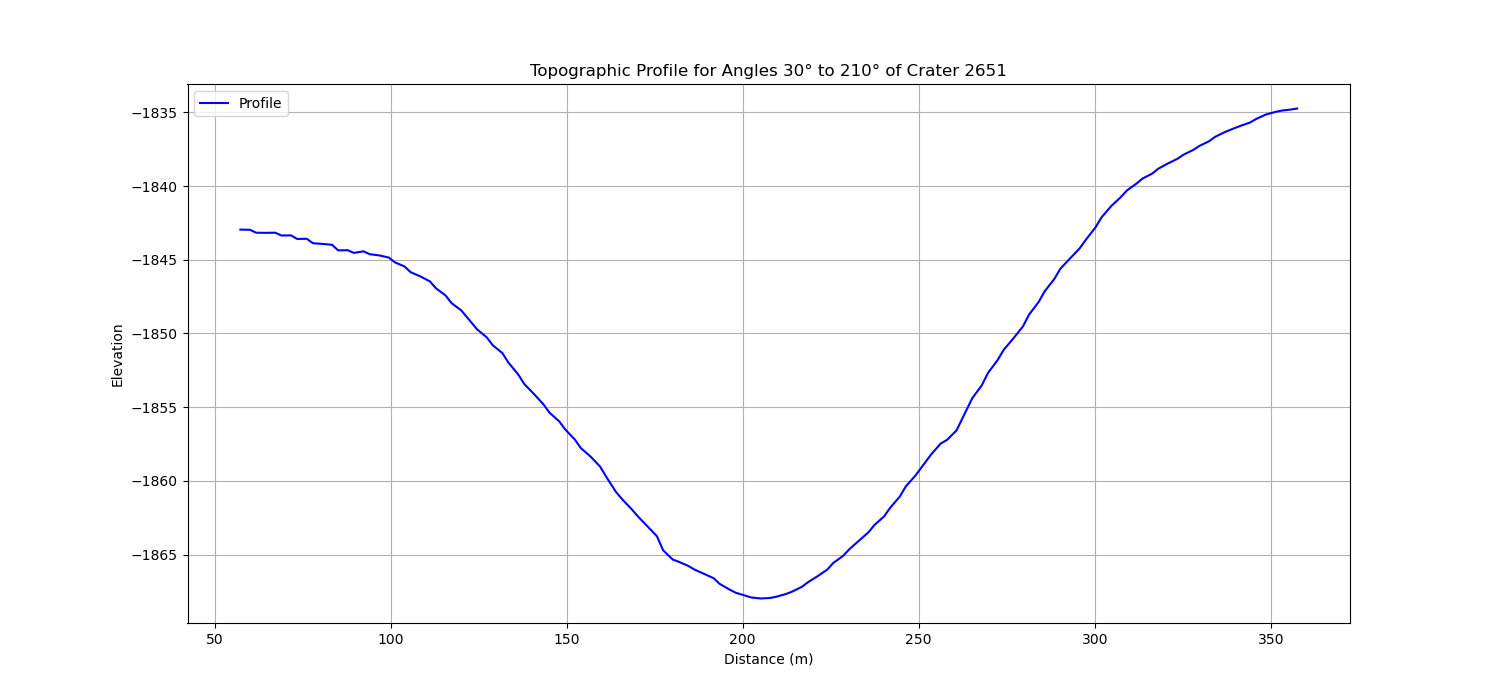 Topographic Profile for Angles 30° to 210° of Crater 2651
Profile
−1835
−1840
−1845
−1850
−1855
−1860
−1865
Elevation
50 100 150 200 250 300 350
Distance (m)